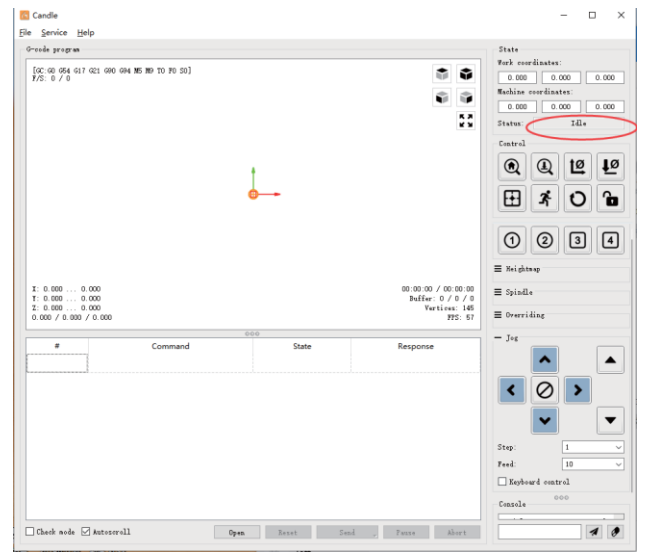 Candle
File Service Help
G-code program
[GC:G0 G54 G17 G21 G90 G94 M5 M9 T0 F0 S0]
F/S: 0 / 0
X: 0.000 ... 0.000
Y: 0.000 ... 0.000
Z: 0.000 ... 0.000
0.000 / 0.000 / 0.000
00:00:00 / 00:00:00
Buffer: 0 / 0 / 0
Vertices: 145
FPS: 57
# Command State Response
Check mode Autoscroll Open Reset Send Pause Abort
State
Work coordinates:
0.000 0.000 0.000
Machine coordinates:
0.000 0.000 0.000
Status: Idle
Control
1 2 3 4
Heightmap
Spindle
Overriding
Jog
Step: 1
Feed: 10
Keyboard control
Console